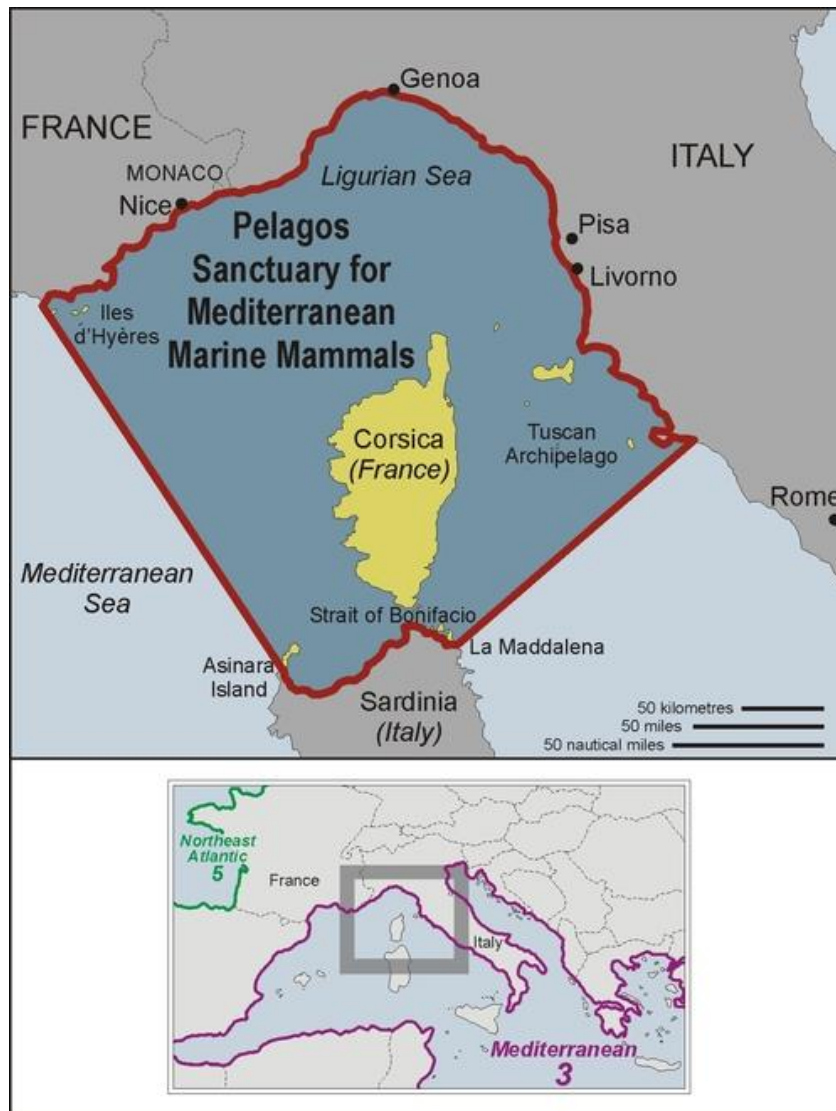 Genoa
FRANCE
ITALY
MONACO
Ligurian Sea
Nice
Pelagos
Sanctuary for
Mediterranean
Marine Mammals
Pisa
Livorno
Iles
d'Hyères
Corsica
(France)
Tuscan
Archipelago
Rome
Mediterranean
Sea
Strait of Bonifacio
La Maddalena
Asinara
Island
Sardinia
(Italy)
50 kilometres
50 miles
50 nautical miles
Northeast
Atlantic
5
France
Italy
Mediterranean
3